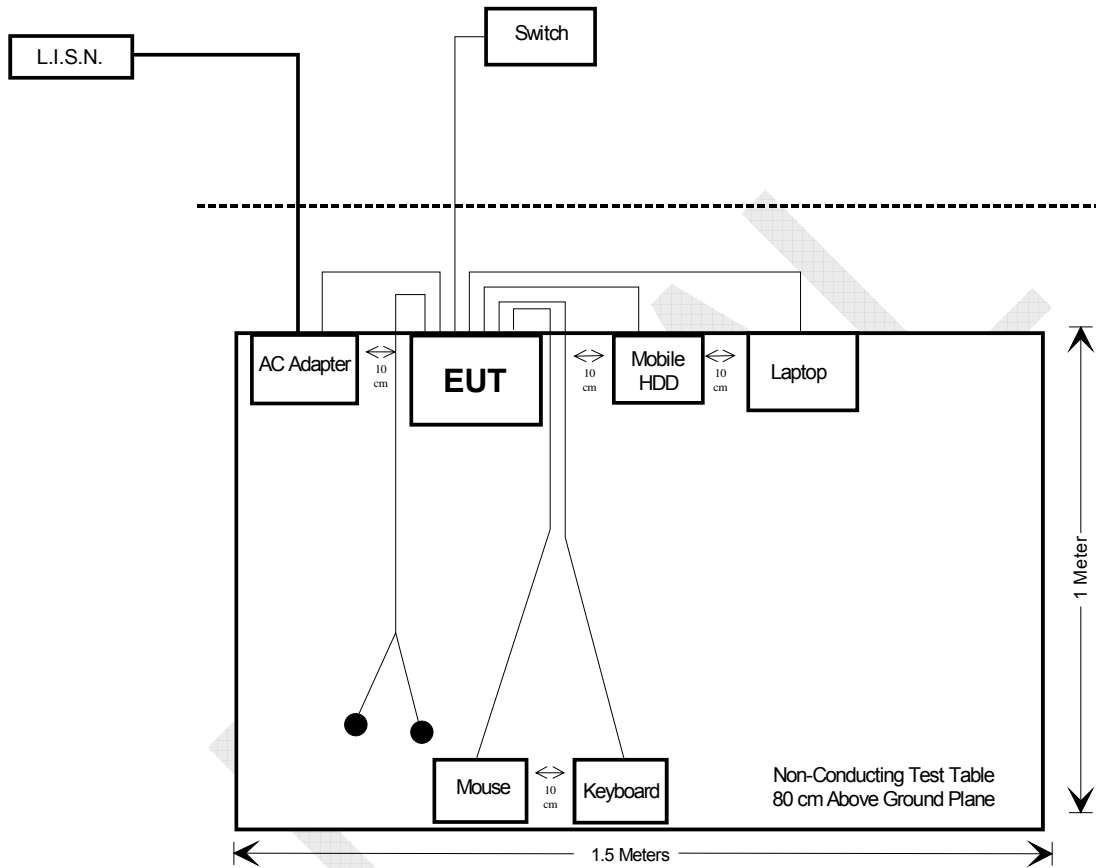 Switch
L.I.S.N.
AC Adapter
10
cm
EUT
10
cm
Mobile
HDD
10
cm
Laptop
1 Meter
Mouse
10
cm
Keyboard
Non-Conducting Test Table
80 cm Above Ground Plane
1.5 Meters